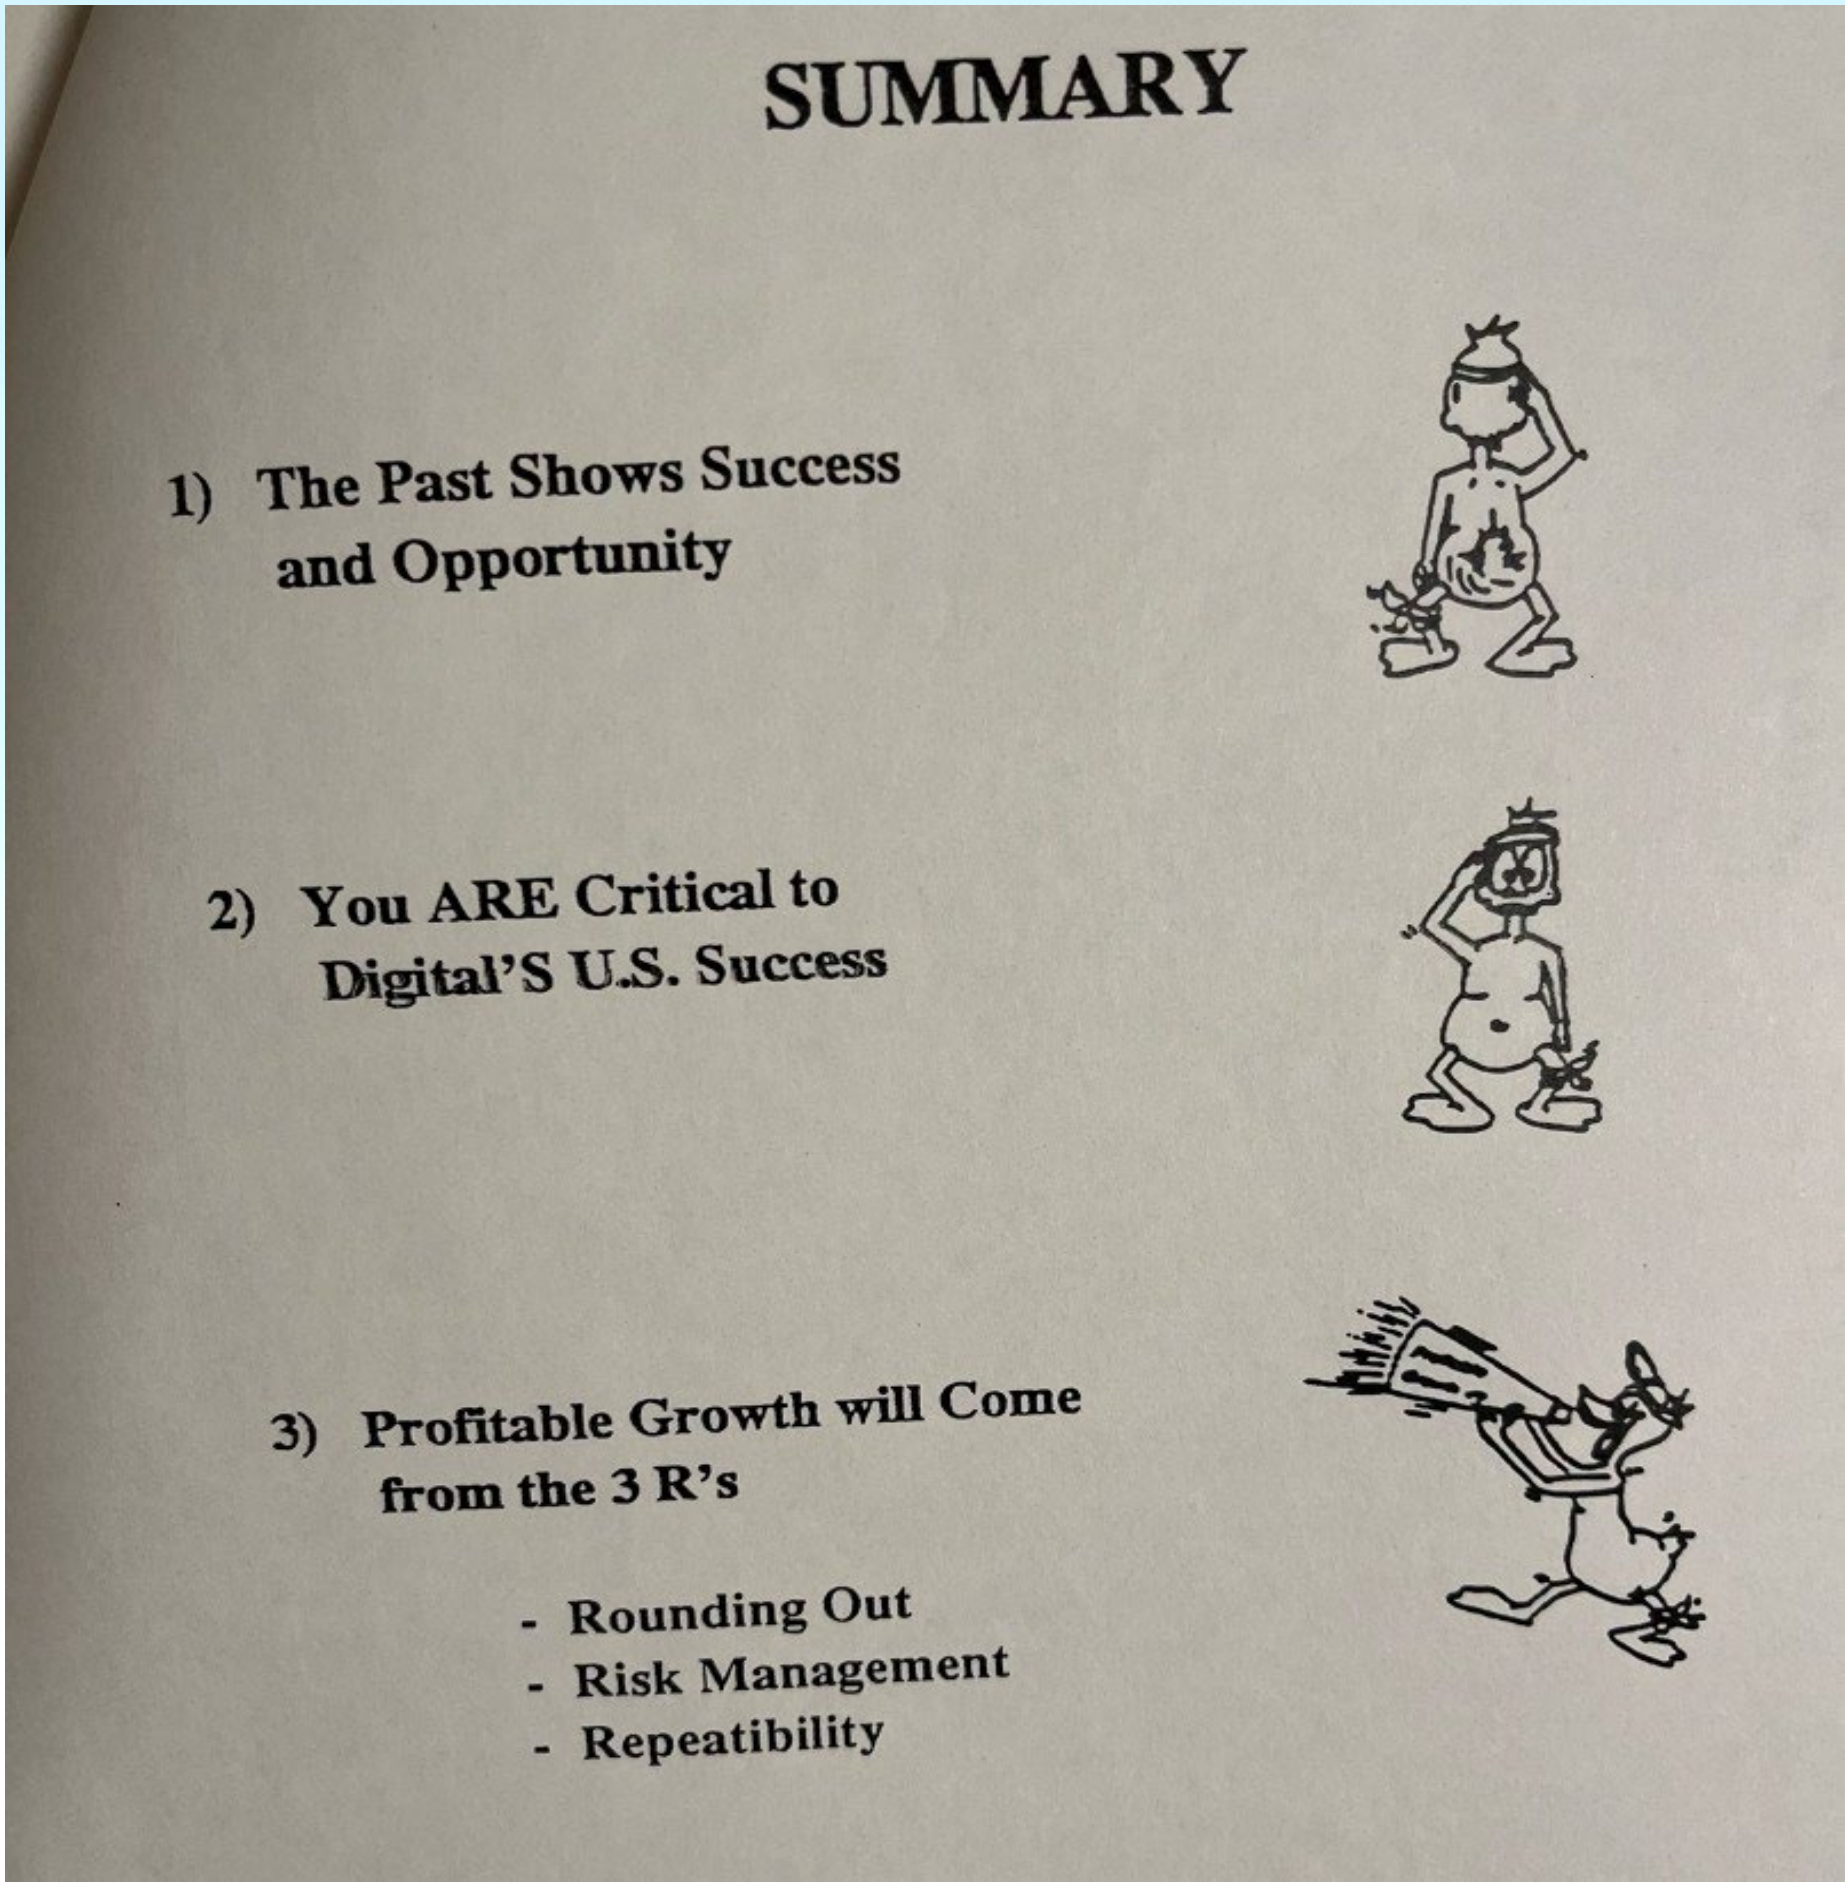 SUMMARY
1) The Past Shows Success
and Opportunity
2) You ARE Critical to
Digital'S U.S. Success
3) Profitable Growth will Come
from the 3 R's
- Rounding Out
- Risk Management
- Repeatibility